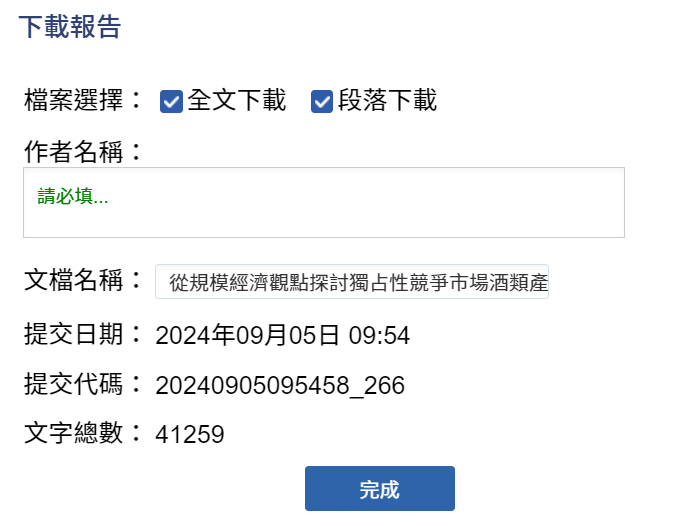 下載報告
檔案選擇： 全文下載 段落下載
作者名稱：
請必填...
文檔名稱： 從規模經濟觀點探討獨占性競爭市場酒類產
提交日期： 2024年09月05日 09:54
提交代碼： 20240905095458_266
文字總數： 41259
完成